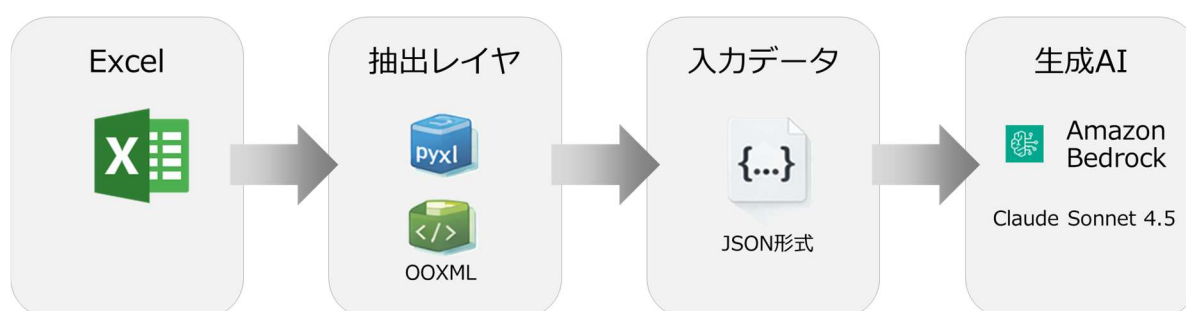 Excel
X
抽出レイヤ
pyxl
</>
OOXML
入力データ
{...}
JSON形式
生成AI
Amazon
Bedrock
Claude Sonnet 4.5